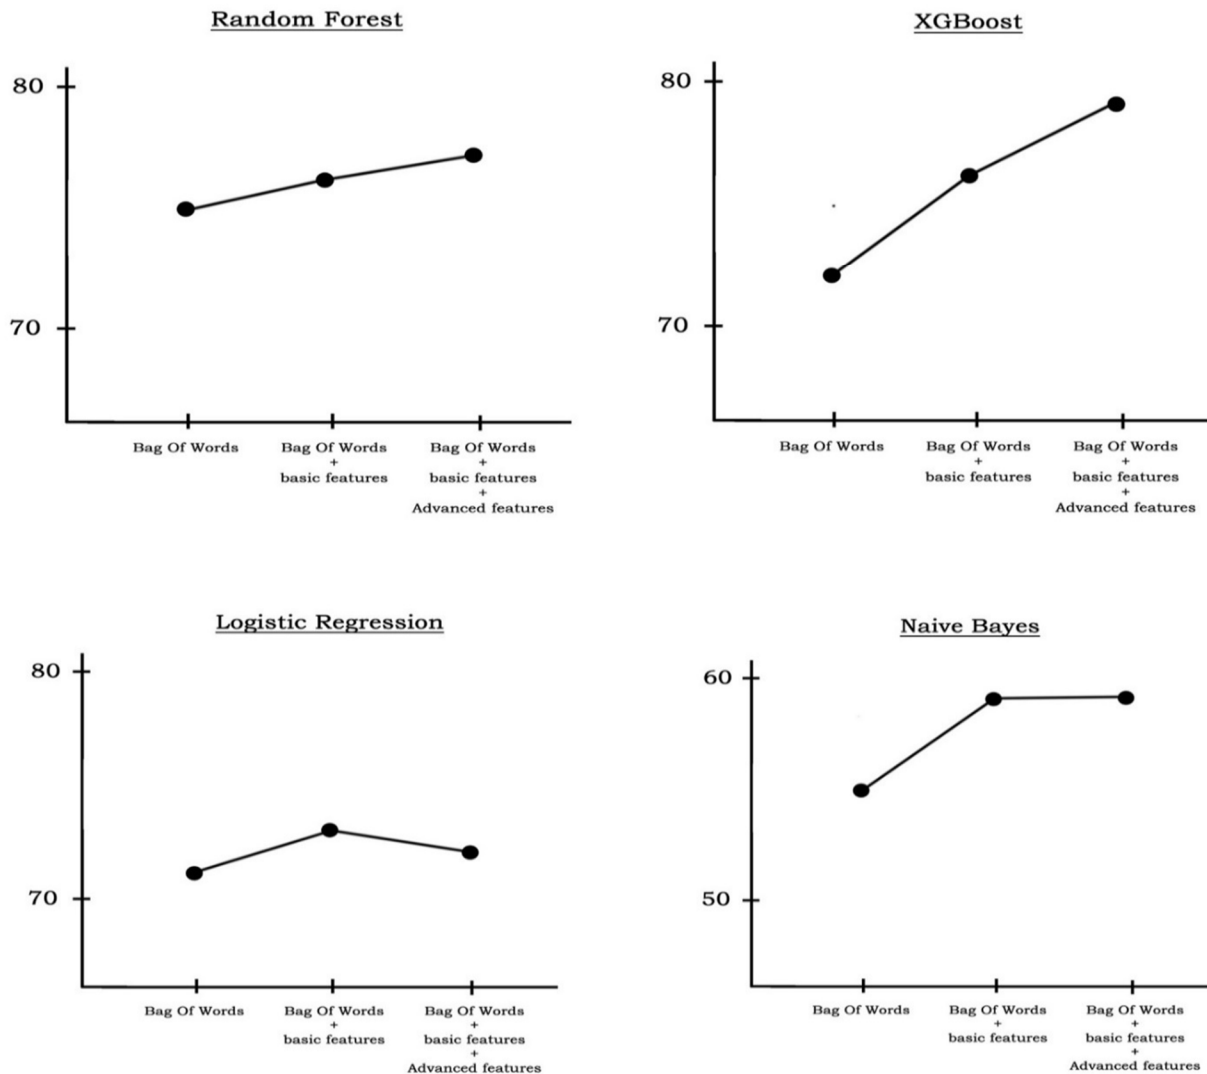 Random Forest
80
70
Bag Of Words
Bag Of Words
+
basic features
Bag Of Words
+
basic features
+
Advanced features
XGBoost
80
70
Bag Of Words
Bag Of Words
+
basic features
Bag Of Words
+
basic features
+
Advanced features
Logistic Regression
80
70
Bag Of Words
Bag Of Words
+
basic features
Bag Of Words
+
basic features
+
Advanced features
Naive Bayes
60
50
Bag Of Words
Bag Of Words
+
basic features
Bag Of Words
+
basic features
+
Advanced features